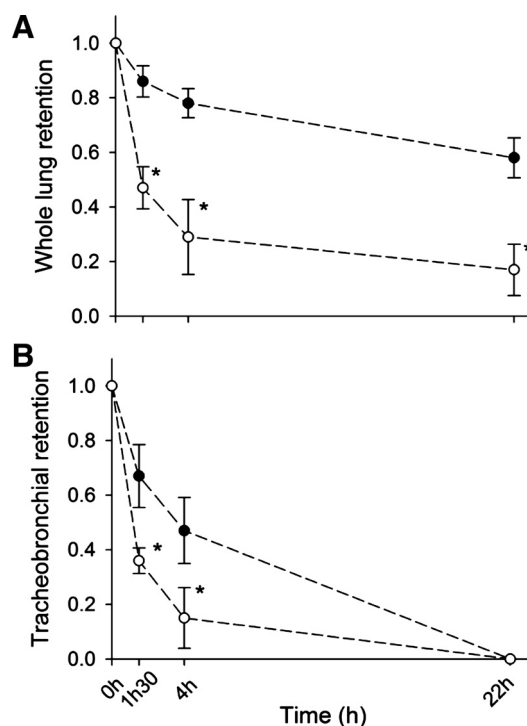 A
Whole lung retention
1.0
0.8
0.6
0.4
0.2
0.0
*
*
*
B
Tracheobronchial retention
1.0
0.8
0.6
0.4
0.2
0.0
*
*
0h
1h30
4h
22h
Time (h)